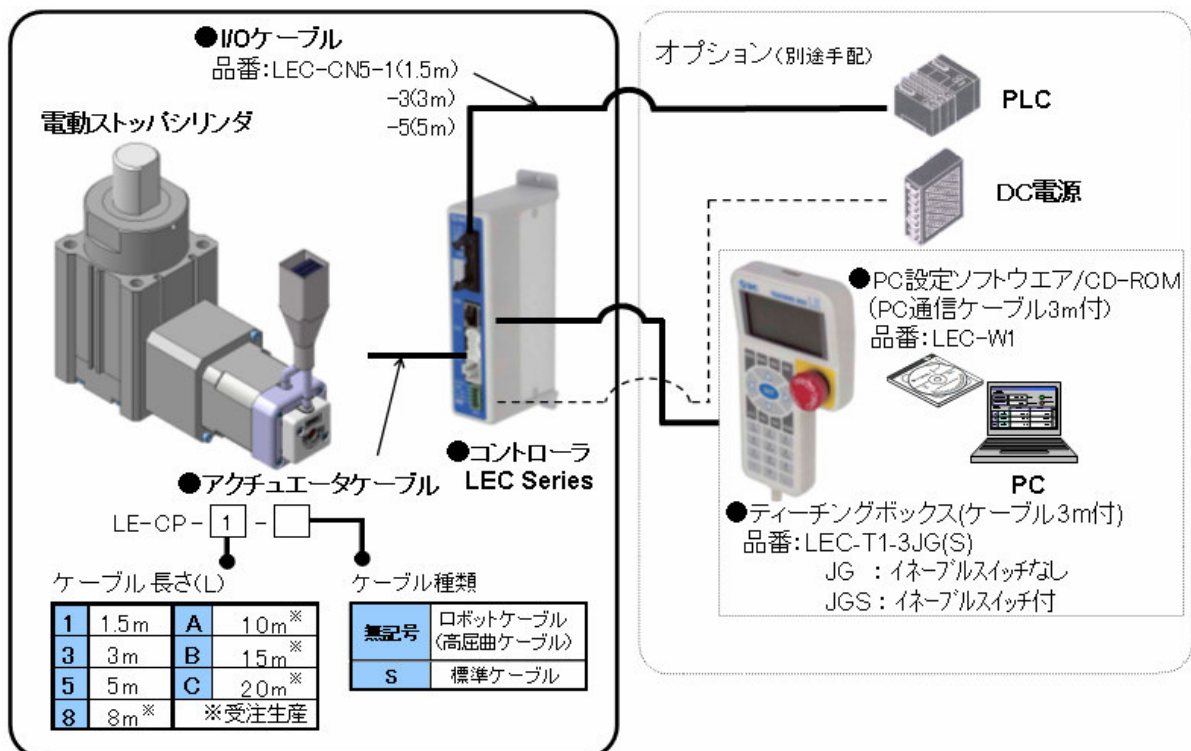 ●I/Oケーブル
品番:LEC-CN5-1(1.5m)
-3(3m)
-5(5m)
電動ストッパシリンダ
●コントローラ
LEC Series
●アクチュエータケーブル
LE-CP- 1 -
ケーブル 長さ(L)
1 1.5m A 10m※
3 3m B 15m※
5 5m C 20m※
8 8m※ ※受注生産
ケーブル種類
無記号 ロボットケーブル
(高屈曲ケーブル)
S 標準ケーブル
オプション(別途手配)
PLC
DC電源
●PC設定ソフトウエア/CD-ROM
(PC通信ケーブル3m付)
品番:LEC-W1
PC
●ティーチングボックス(ケーブル3m付)
品番:LEC-T1-3JG(S)
JG :イネーブルスイッチなし
JGS:イネーブルスイッチ付